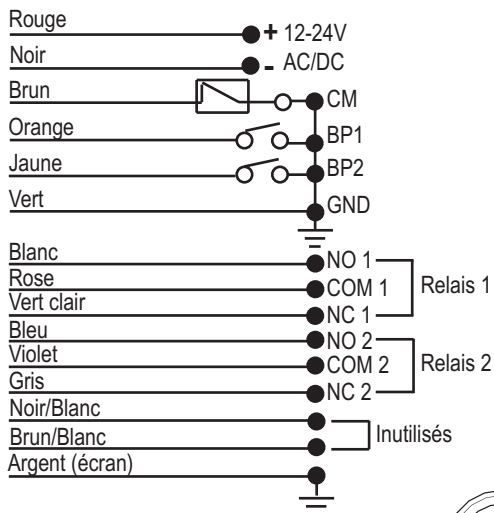 Rouge + 12-24V
Noir - AC/DC
Brun CM
Orange BP1
Jaune BP2
Vert GND
Blanc NO 1
Rose COM 1 Relais 1
Vert clair NC 1
Bleu NO 2
Violet COM 2 Relais 2
Gris NC 2
Noir/Blanc
Brun/Blanc Inutilisés
Argent (écran)